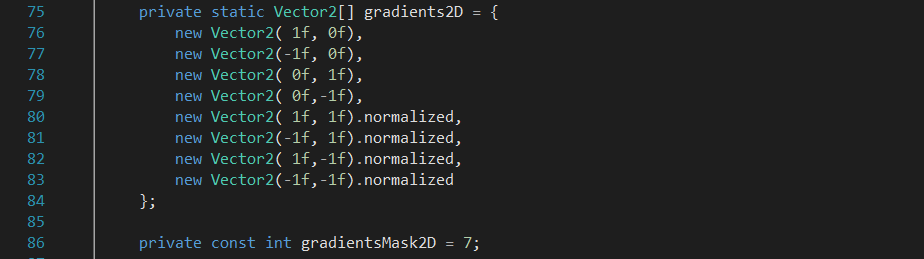 75 private static Vector2[] gradients2D = {
76 new Vector2( 1f, 0f),
77 new Vector2(-1f, 0f),
78 new Vector2( 0f, 1f),
79 new Vector2( 0f,-1f),
80 new Vector2( 1f, 1f).normalized,
81 new Vector2(-1f, 1f).normalized,
82 new Vector2( 1f,-1f).normalized,
83 new Vector2(-1f,-1f).normalized
84 };
85
86 private const int gradientsMask2D = 7;